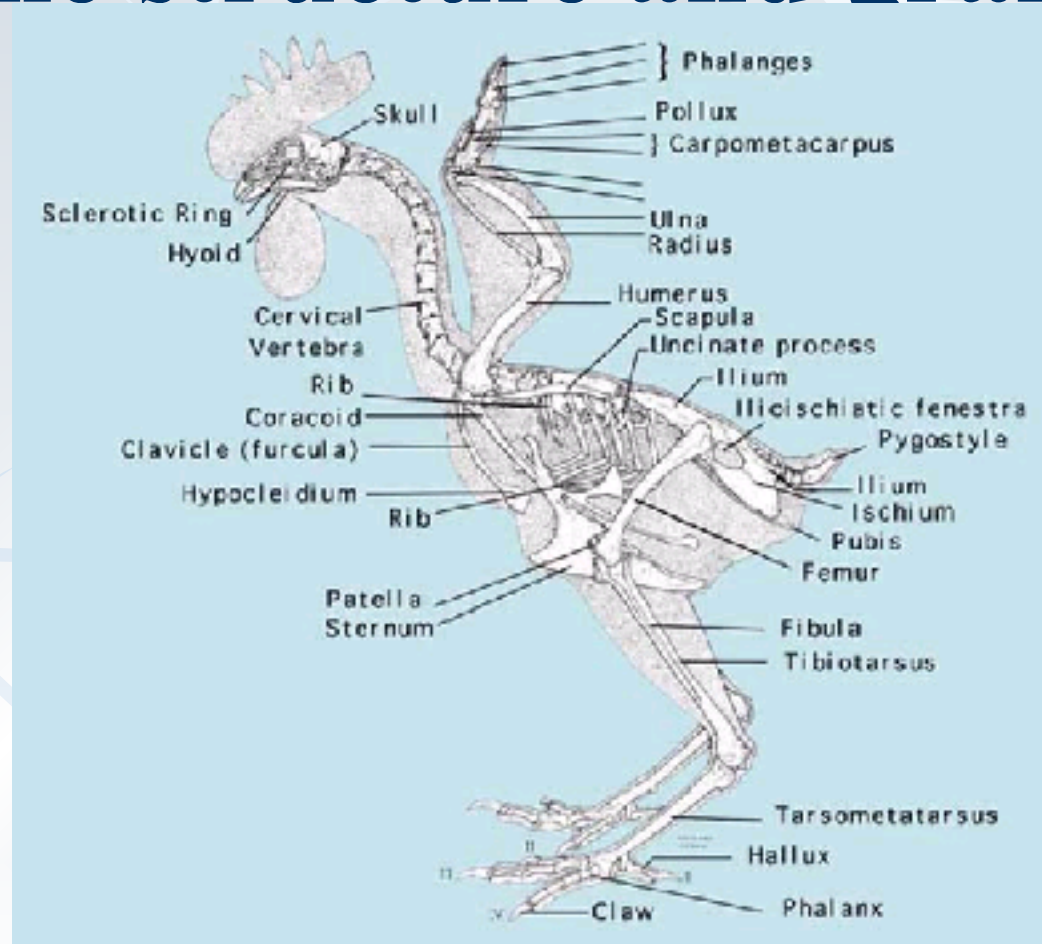 Phalanges
Skull
Pollux
} Carpometacarpus
Sclerotic Ring
Ulna
Radius
Hyoid
Humerus
Cervical
Vertebra
Scapula
Uncinate process
Rib
Ilium
Coracoid
Ilioischiatic fenestra
Clavicle (furcula)
Pygostyle
Hypocleidium
Ilium
Rib
Ischium
Pubis
Femur
Patella
Sternum
Fibula
Tibiotarsus
Tarsometatarsus
Hallux
Claw
Phalanx